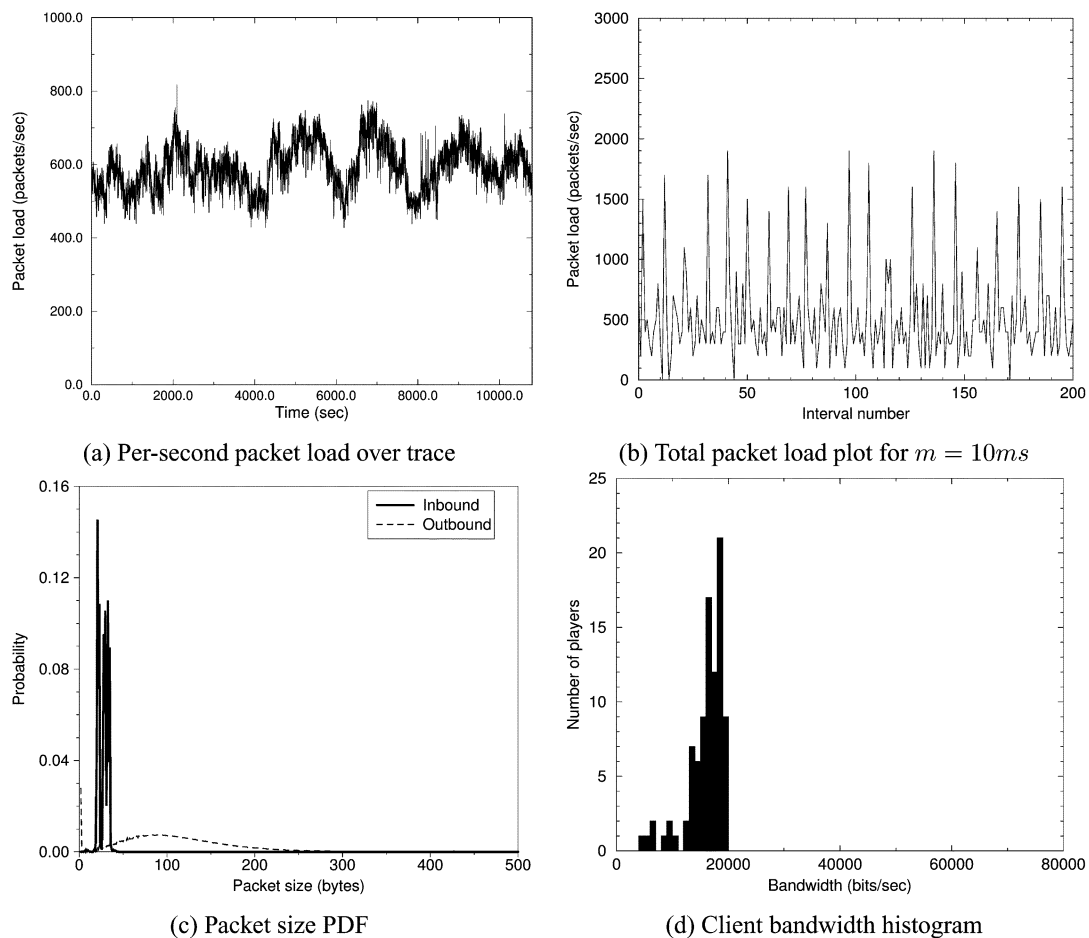 1000.0
800.0
600.0
400.0
200.0
0.0
Packet load (packets/sec)
0.0 2000.0 4000.0 6000.0 8000.0 10000.0
Time (sec)
(a) Per-second packet load over trace
3000
2500
2000
1500
1000
500
0
Packet load (packets/sec)
0 50 100 150 200
Interval number
(b) Total packet load plot for m = 10ms
0.16
0.12
0.08
0.04
0.00
Probability
Inbound
Outbound
0 100 200 300 400 500
Packet size (bytes)
(c) Packet size PDF
25
20
15
10
5
0
Number of players
0 20000 40000 60000 80000
Bandwidth (bits/sec)
(d) Client bandwidth histogram